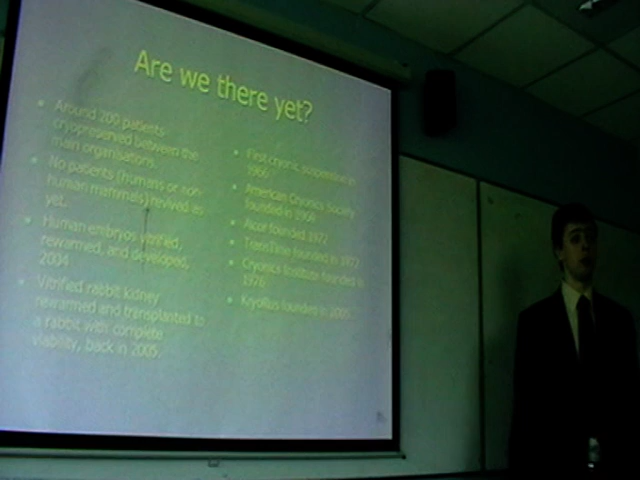 Are we there yet?
Around 200 patients
cryopreserved between the
main organisations.
No patients (humans or non-
human mammals) revived as
yet.
Human embryos vitrified,
rewarmed, and developed,
2004
Vitrified rabbit kidney
rewarmed and transplanted to
a rabbit with complete
viability, back in 2005.
First cryonic suspension in
American Cryonics Society
founded in 1969
Alcor founded 1972
TransTime founded in 1972
Cryonics Institute founded in
1976
KryoRus founded in 2005